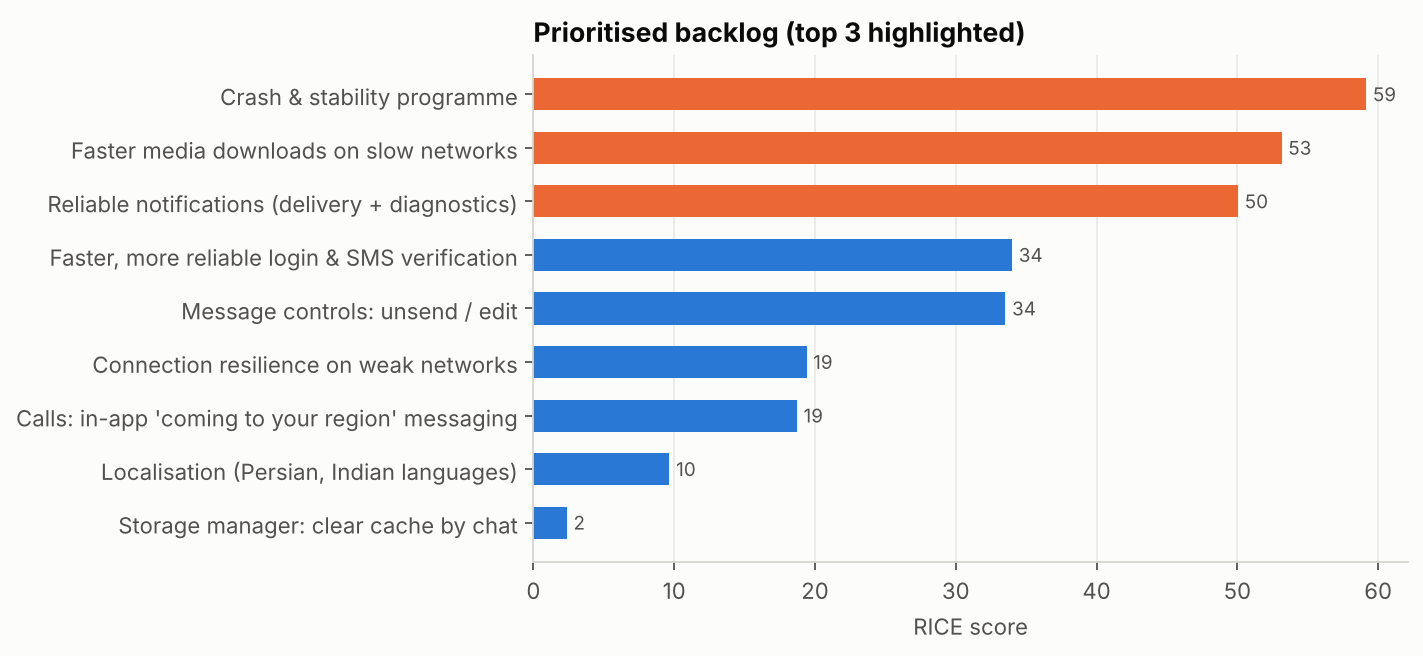 Prioritised backlog (top 3 highlighted)
Crash & stability programme 59
Faster media downloads on slow networks 53
Reliable notifications (delivery + diagnostics) 50
Faster, more reliable login & SMS verification 34
Message controls: unsend / edit 34
Connection resilience on weak networks 19
Calls: in-app 'coming to your region' messaging 19
Localisation (Persian, Indian languages) 10
Storage manager: clear cache by chat 2
0 10 20 30 40 50 60
RICE score